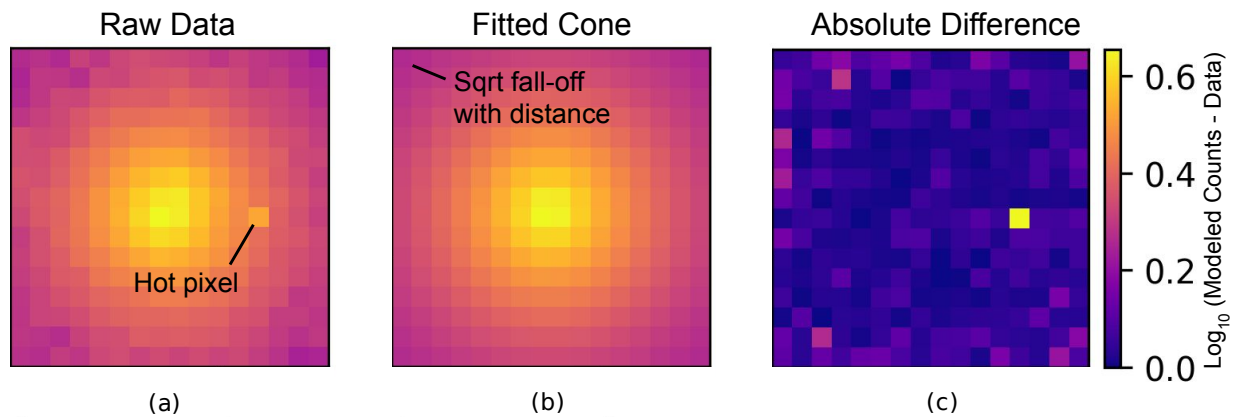 Raw Data
Fitted Cone
Absolute Difference
Hot pixel
Sqrt fall-off
with distance
0.6
0.4
0.2
0.0
Log₁₀ (Modeled Counts - Data)
(a)
(b)
(c)